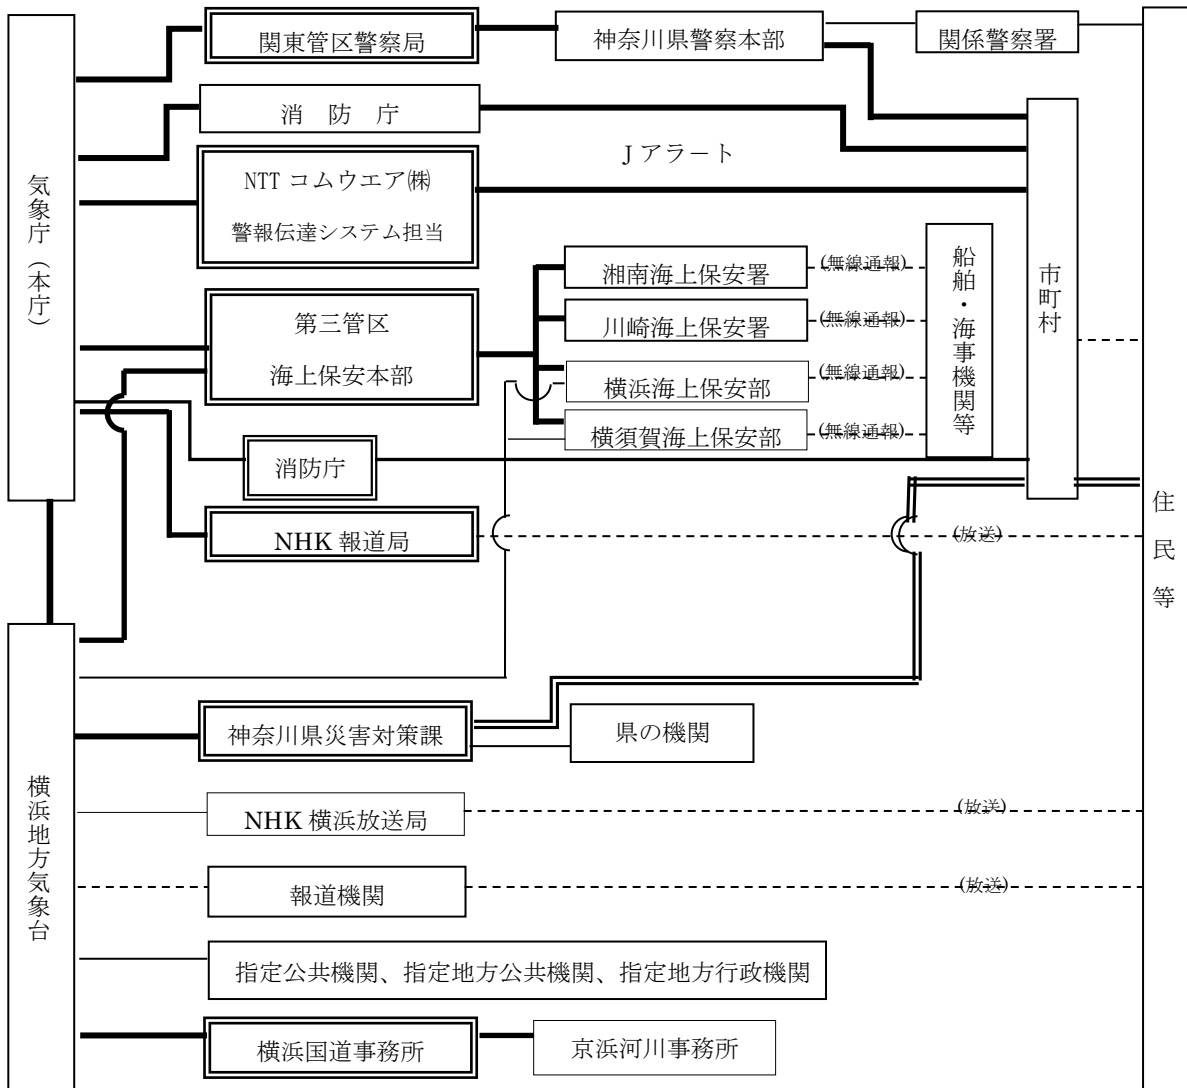 関東管区警察局
神奈川県警察本部
関係警察署
消 防 庁
J アラート
NTT コムウエア㈱
警報伝達システム担当
気象庁（本庁）
湘南海上保安署
(無線通報)
船舶・海事機関等
市町村
川崎海上保安署
(無線通報)
第三管区
海上保安本部
横浜海上保安部
(無線通報)
横須賀海上保安部
(無線通報)
消防庁
NHK 報道局
(放送)
住民等
神奈川県災害対策課
県の機関
横浜地方気象台
NHK 横浜放送局
(放送)
報道機関
(放送)
指定公共機関、指定地方公共機関、指定地方行政機関
横浜国道事務所
京浜河川事務所